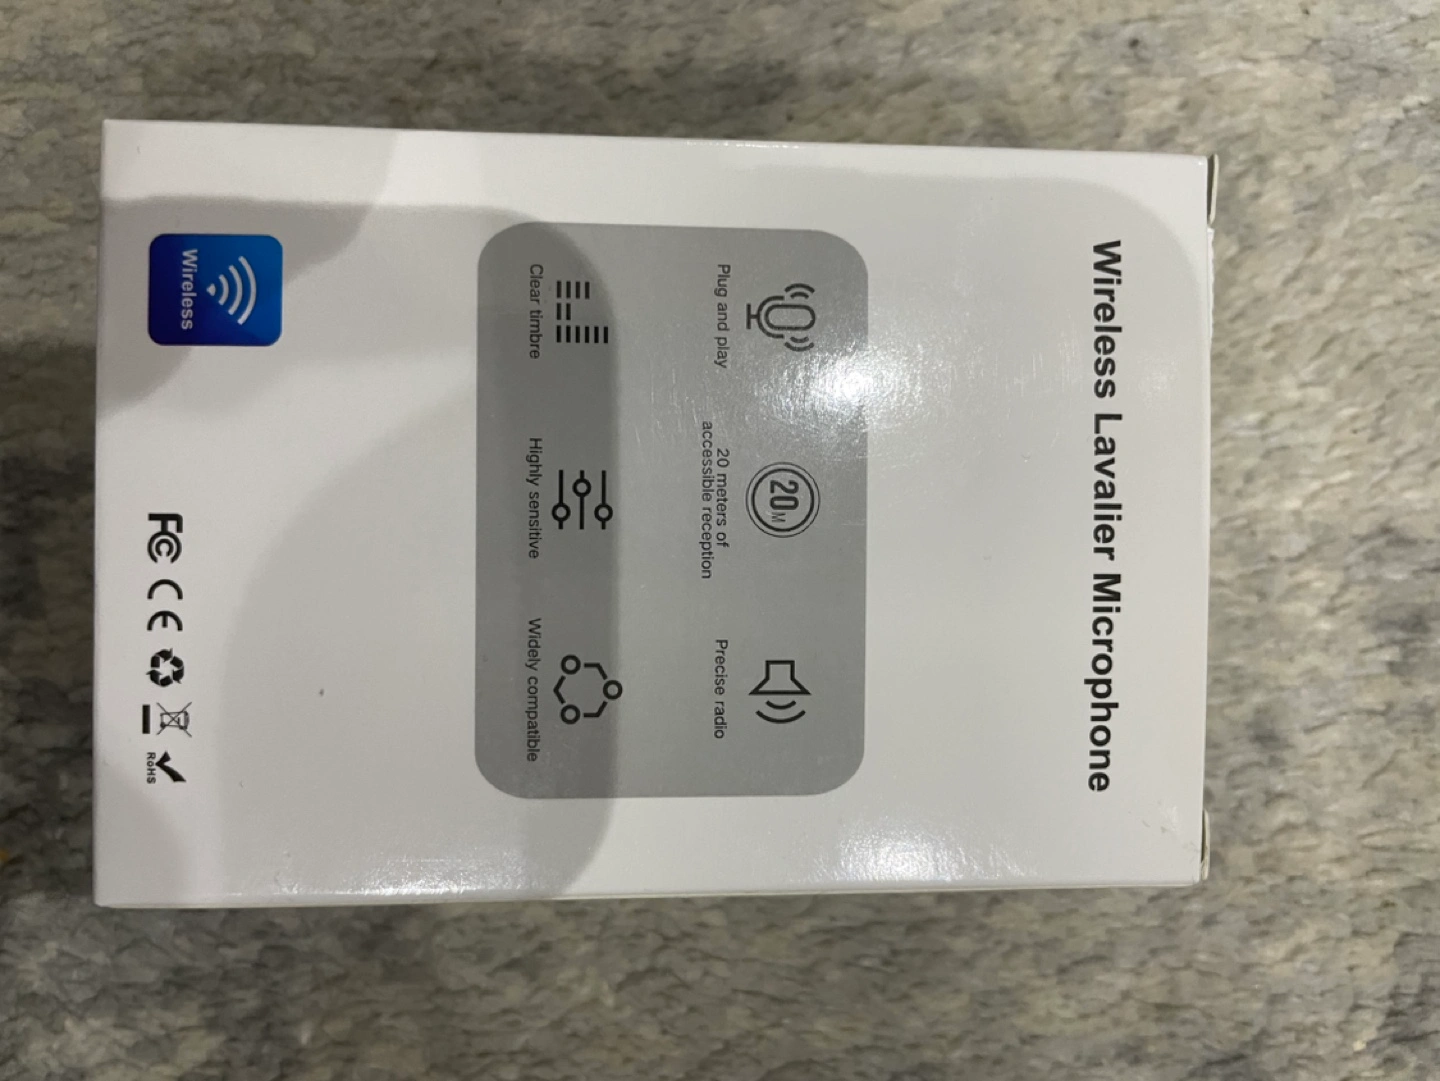 Wireless Lavalier Microphone
20M
Plug and play
20 meters of
accessible reception
Precise radio
Clear timbre
Highly sensitive
Widely compatible
Wireless
FC CE
RoHS